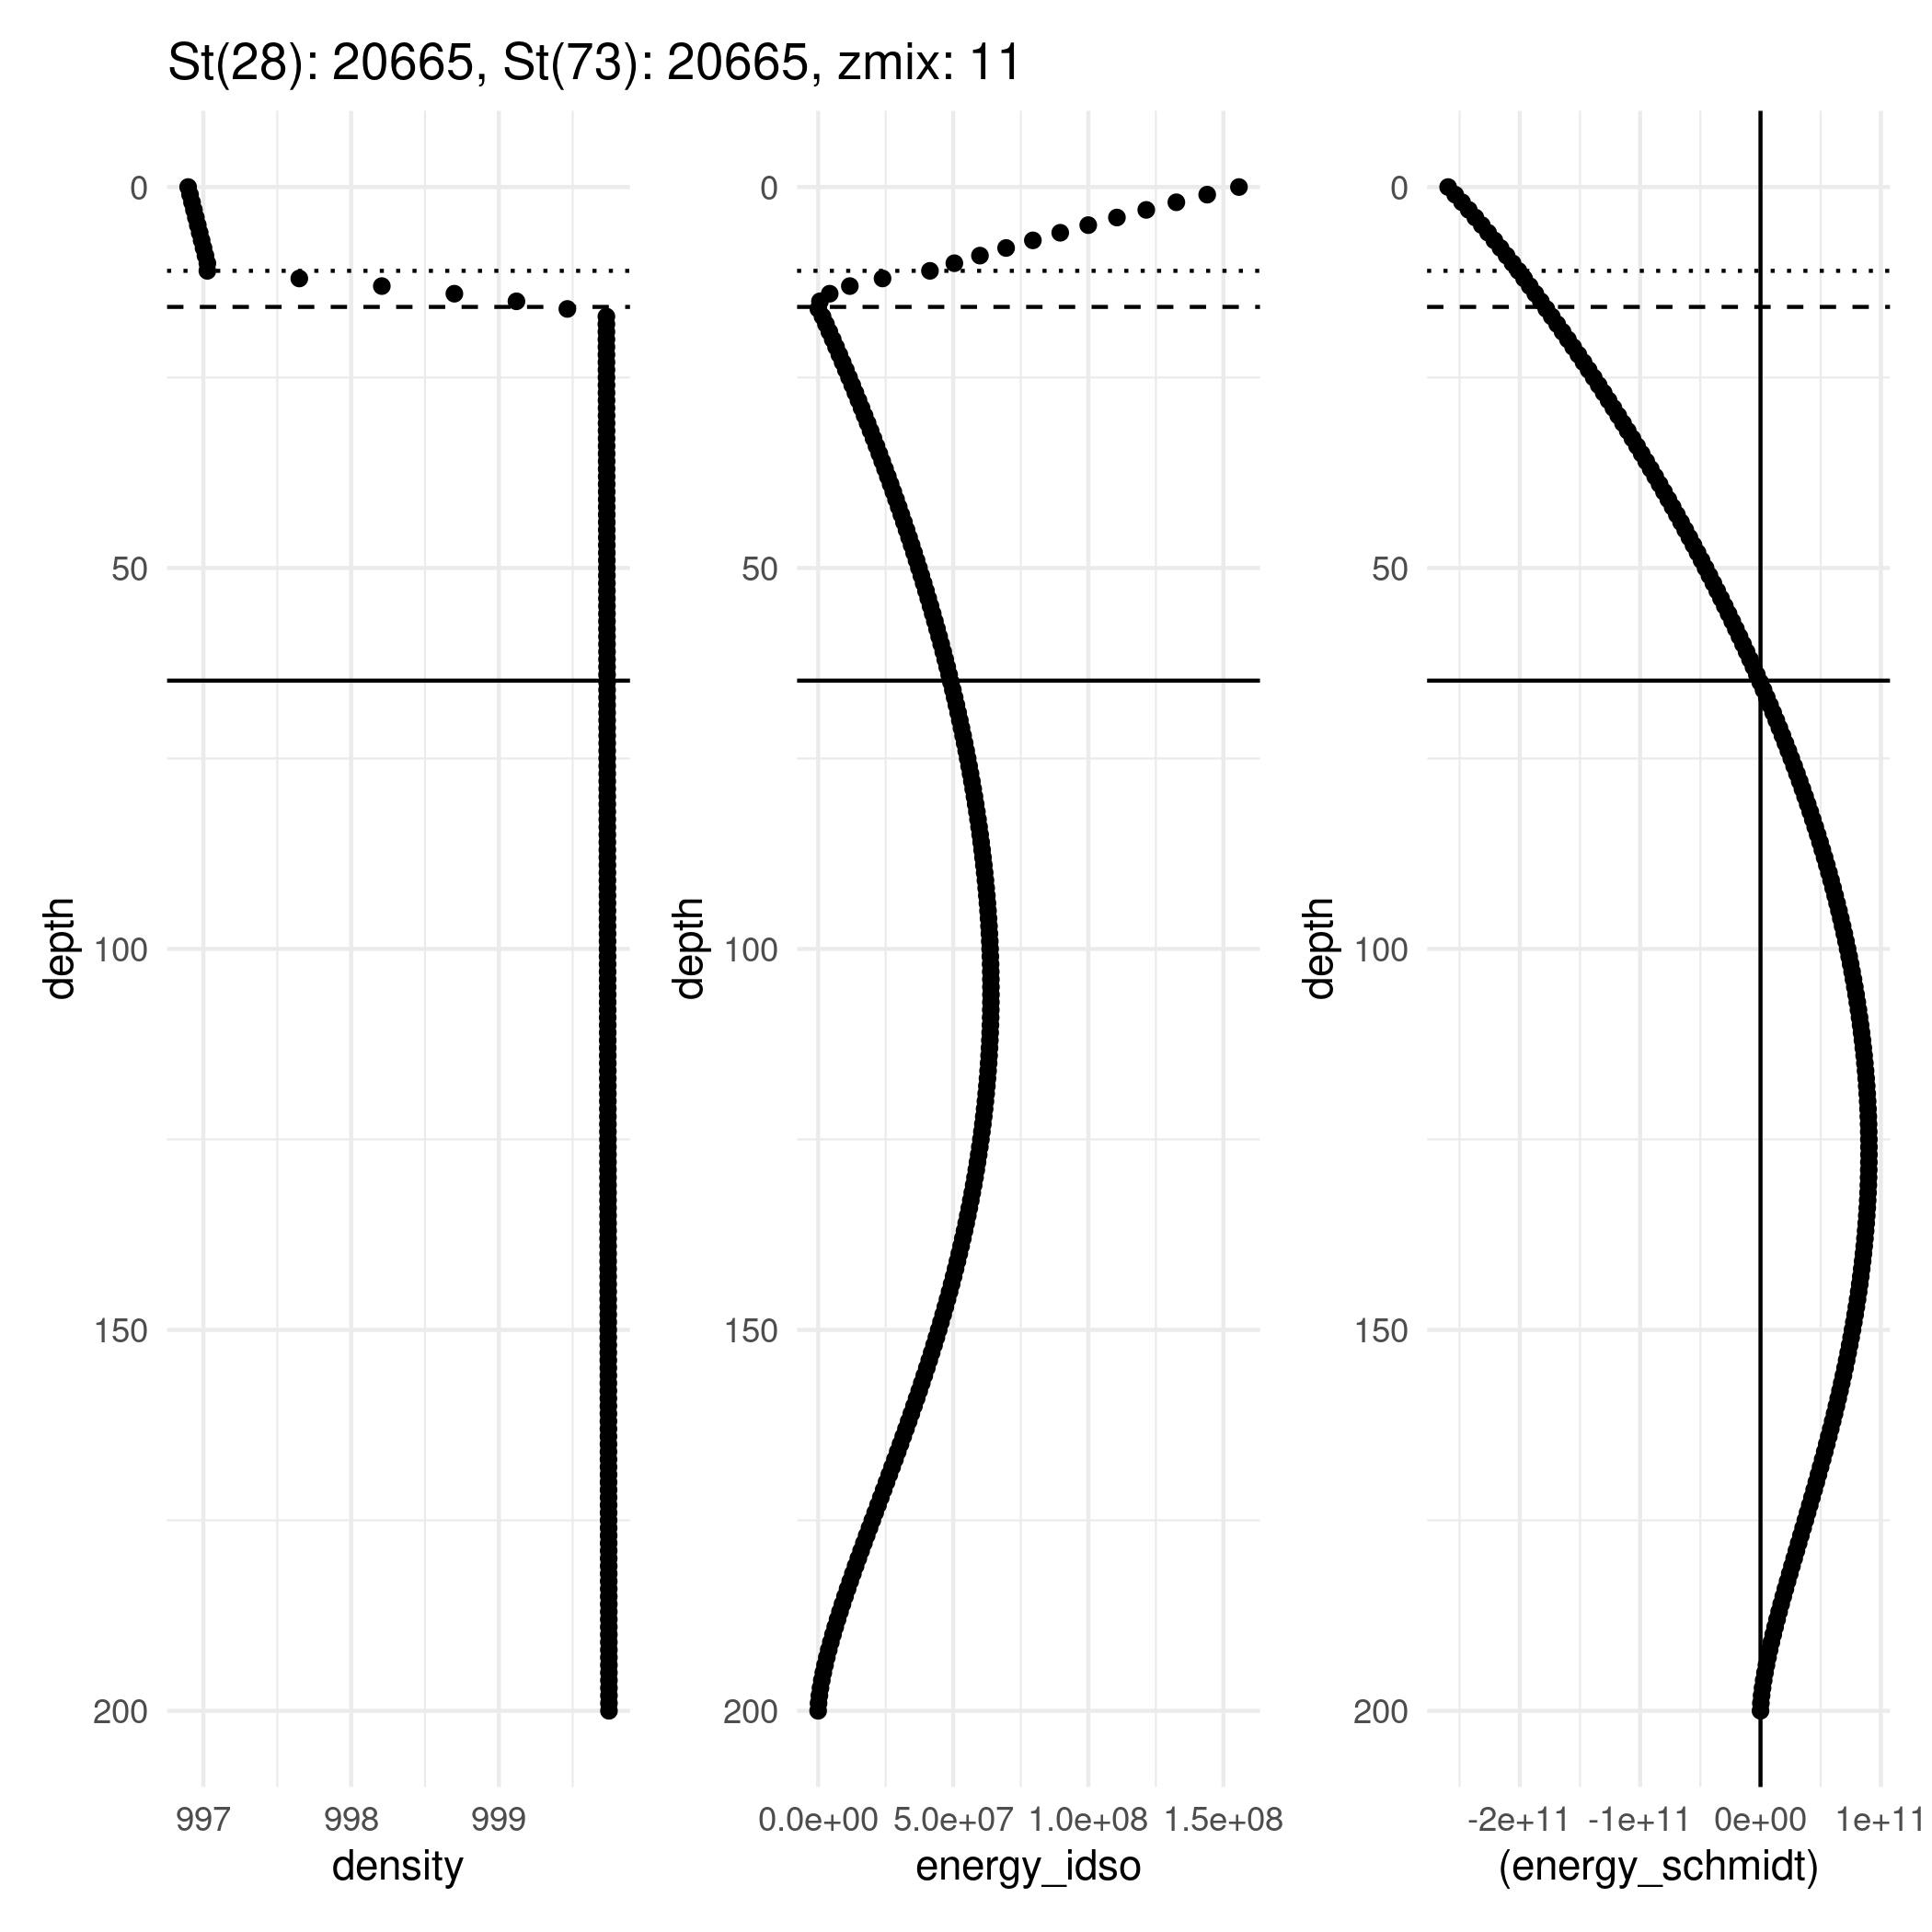 St(28): 20665, St(73): 20665, zmix: 11
depth
0
50
100
150
200
997 998 999
density
depth
0
50
100
150
200
0.0e+00 5.0e+07 1.0e+08 1.5e+08
energy_idso
depth
0
50
100
150
200
-2e+11 -1e+11 0e+00 1e+11
(energy_schmidt)